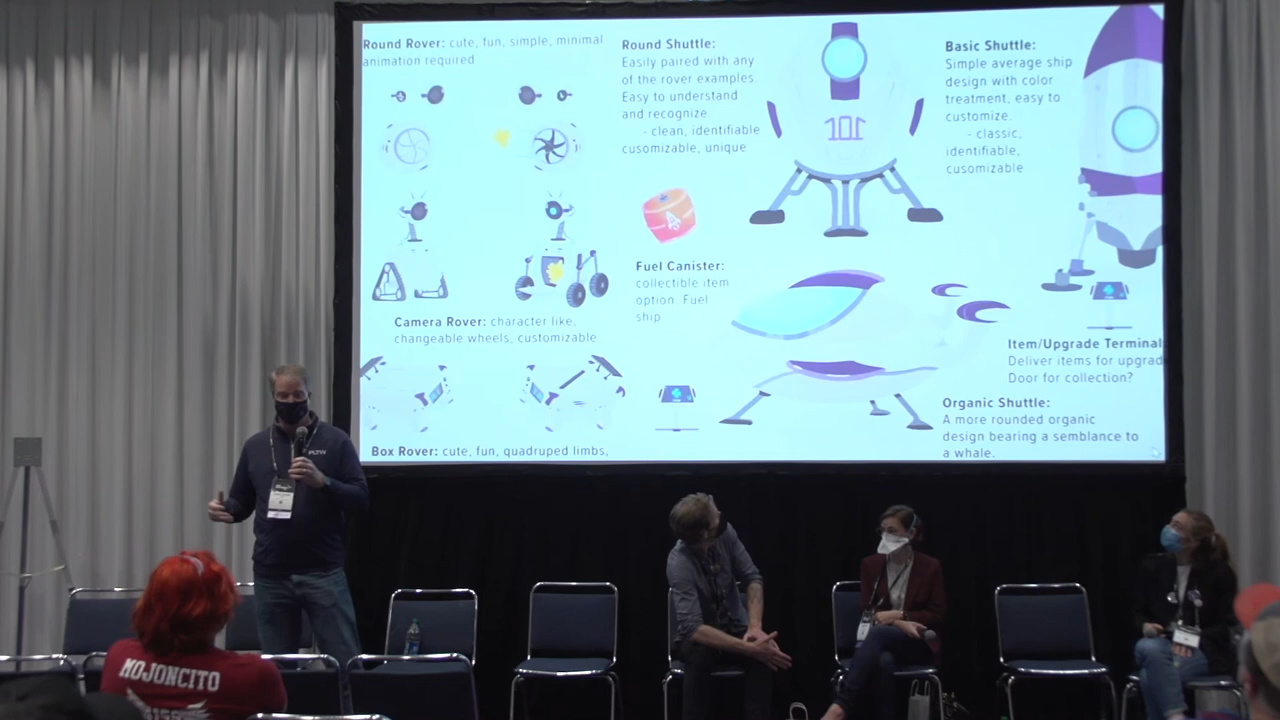 Round Rover: cute, fun, simple, minimal
animation required
Round Shuttle:
Easily paired with any
of the rover examples.
Easy to understand
and recognize
- clean, identifiable
cusomizable, unique
101
Basic Shuttle:
Simple average ship
design with color
treatment, easy to
customize.
- classic,
identifiable,
cusomizable
Fuel Canister:
collectible item
option. Fuel
ship
Camera Rover: character like,
changeable wheels, customizable
Item/Upgrade Terminal:
Deliver items for upgrad
Door for collection?
Organic Shuttle:
A more rounded organic
design bearing a semblance to
a whale.
Box Rover: cute, fun, quadruped limbs,
PLTW
MOJONCITO